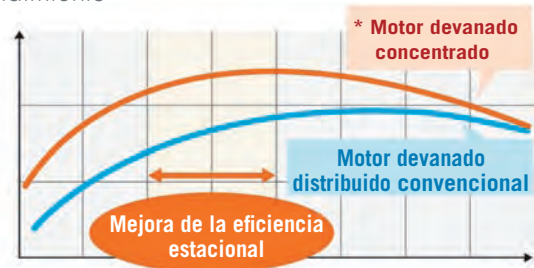 * Motor devanado
concentrado
Motor devanado
distribuido convencional
Mejora de la eficiencia
estacional